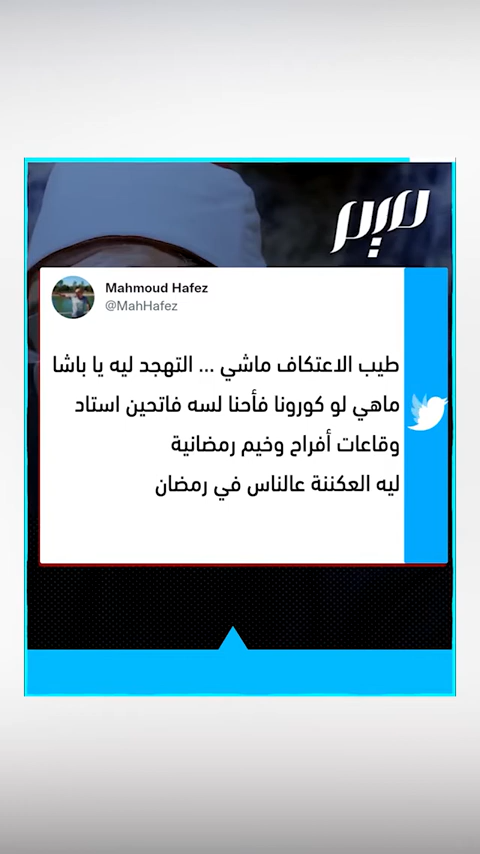 ميم
Mahmoud Hafez
@MahHafez
طيب الاعتكاف ماشي ... التهجد ليه يا باشا
ماهي لو كورونا فأحنا لسه فاتحين استاد
وقاعات أفراح وخيم رمضانية
ليه العكننة عالناس في رمضان